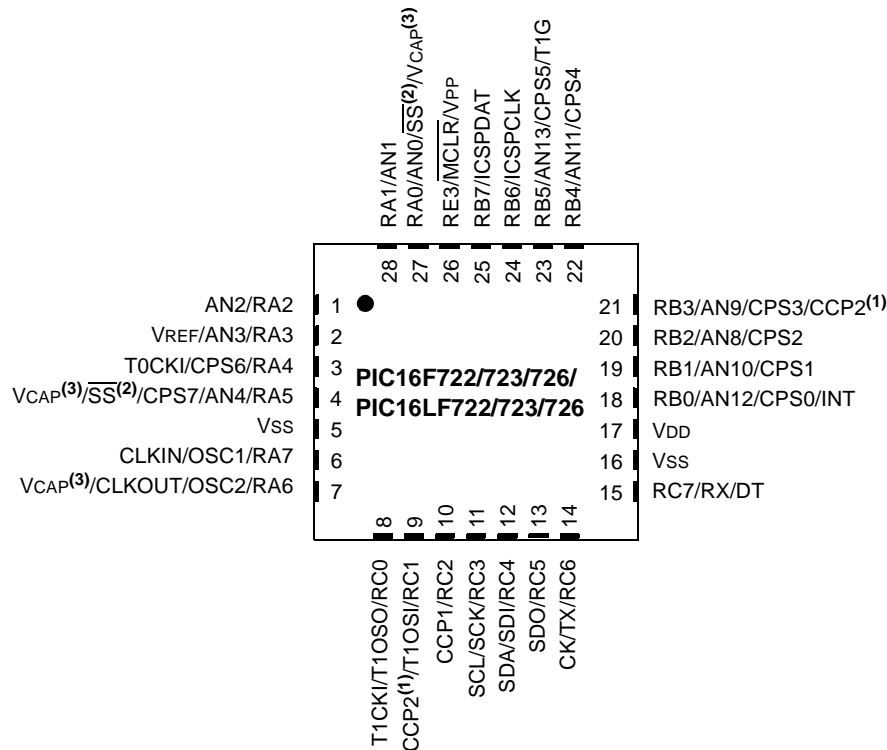 RA1/AN1
RA0/AN0/SS(2)/VCAP(3)
RE3/MCLR/VPP
RB7/ICSPDAT
RB6/ICSPCLK
RB5/AN13/CPS5/T1G
RB4/AN11/CPS4
28 27 26 25 24 23 22
AN2/RA2 1
VREF/AN3/RA3 2
T0CKI/CPS6/RA4 3
VCAP(3)/SS(2)/CPS7/AN4/RA5 4
VSS 5
CLKIN/OSC1/RA7 6
VCAP(3)/CLKOUT/OSC2/RA6 7
PIC16F722/723/726/
PIC16LF722/723/726
21 RB3/AN9/CPS3/CCP2(1)
20 RB2/AN8/CPS2
19 RB1/AN10/CPS1
18 RB0/AN12/CPS0/INT
17 VDD
16 VSS
15 RC7/RX/DT
8 9 10 11 12 13 14
T1CKI/T1OSO/RC0
CCP2(1)/T1OSI/RC1
CCP1/RC2
SCL/SCK/RC3
SDA/SDI/RC4
SDO/RC5
CK/TX/RC6